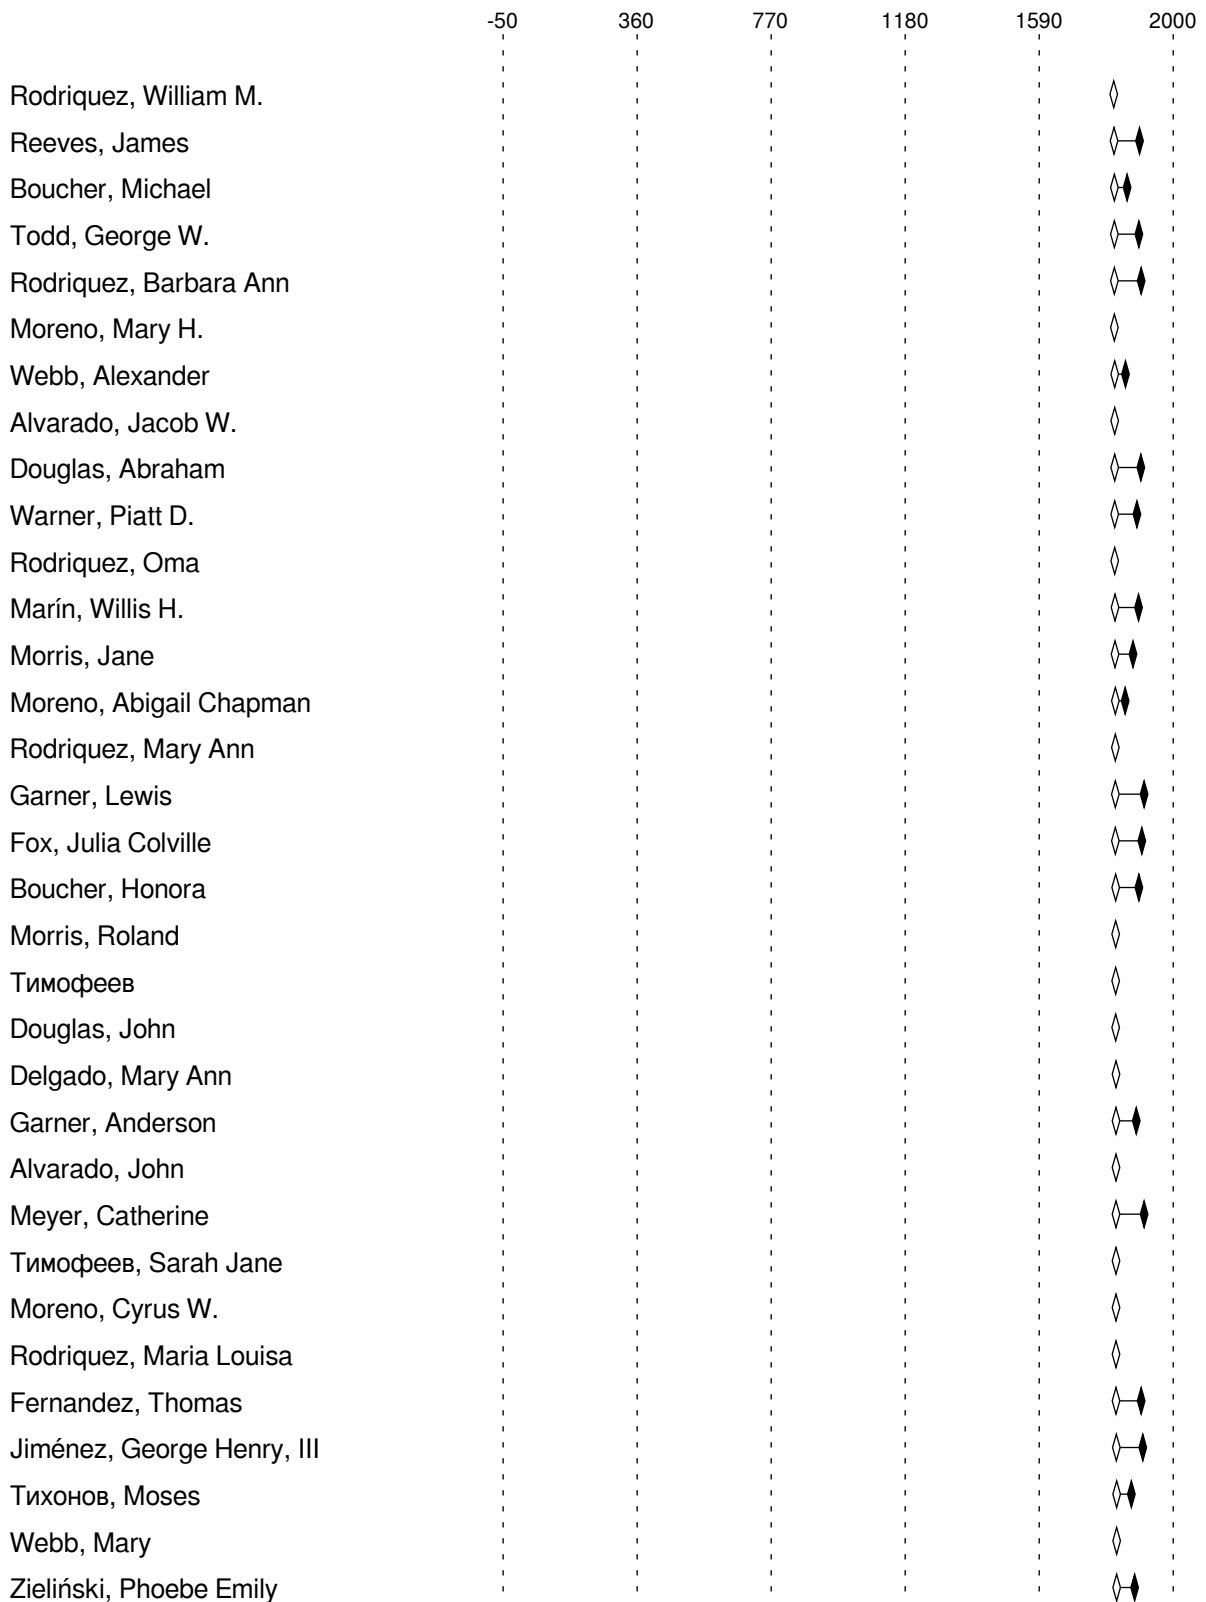 -50 360 770 1180 1590 2000
Rodriquez, William M.
Reeves, James
Boucher, Michael
Todd, George W.
Rodriquez, Barbara Ann
Moreno, Mary H.
Webb, Alexander
Alvarado, Jacob W.
Douglas, Abraham
Warner, Piatt D.
Rodriquez, Oma
Marín, Willis H.
Morris, Jane
Moreno, Abigail Chapman
Rodriquez, Mary Ann
Garner, Lewis
Fox, Julia Colville
Boucher, Honora
Morris, Roland
Тимофеев
Douglas, John
Delgado, Mary Ann
Garner, Anderson
Alvarado, John
Meyer, Catherine
Тимофеев, Sarah Jane
Moreno, Cyrus W.
Rodriquez, Maria Louisa
Fernandez, Thomas
Jiménez, George Henry, III
Тихонов, Moses
Webb, Mary
Zieliński, Phoebe Emily